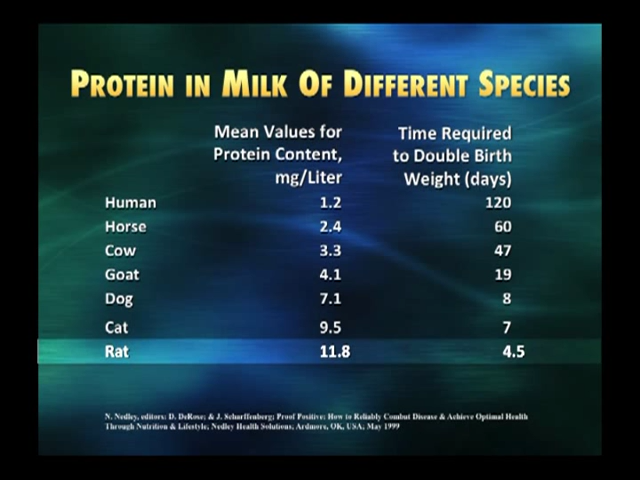 PROTEIN IN MILK OF DIFFERENT SPECIES
Mean Values for Protein Content, mg/Liter
Time Required to Double Birth Weight (days)
Human 1.2 120
Horse 2.4 60
Cow 3.3 47
Goat 4.1 19
Dog 7.1 8
Cat 9.5 7
Rat 11.8 4.5
N. Nedley, editors: D. DeRose; & J. Scharffenberg; Proof Positive: How to Reliably Combat Disease & Achieve Optimal Health
Through Nutrition & Lifestyle; Nedley Health Solutions; Ardmore, OK, USA; May 1999